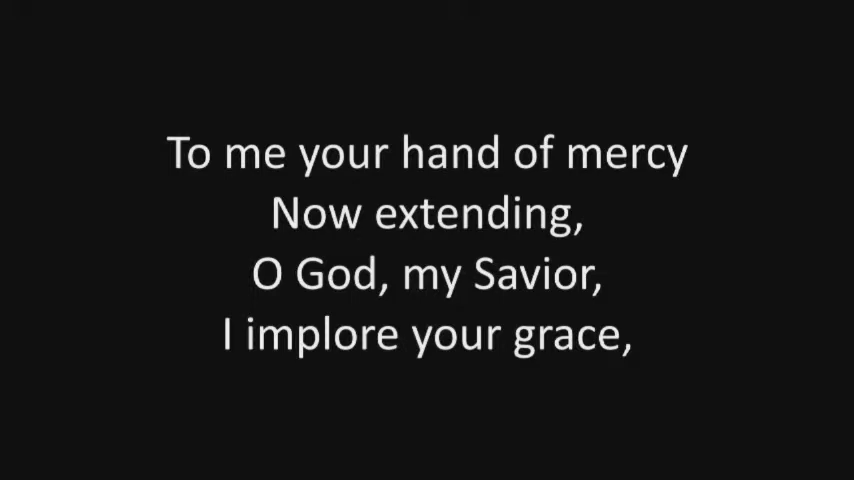 To me your hand of mercy
Now extending,
O God, my Savior,
I implore your grace,